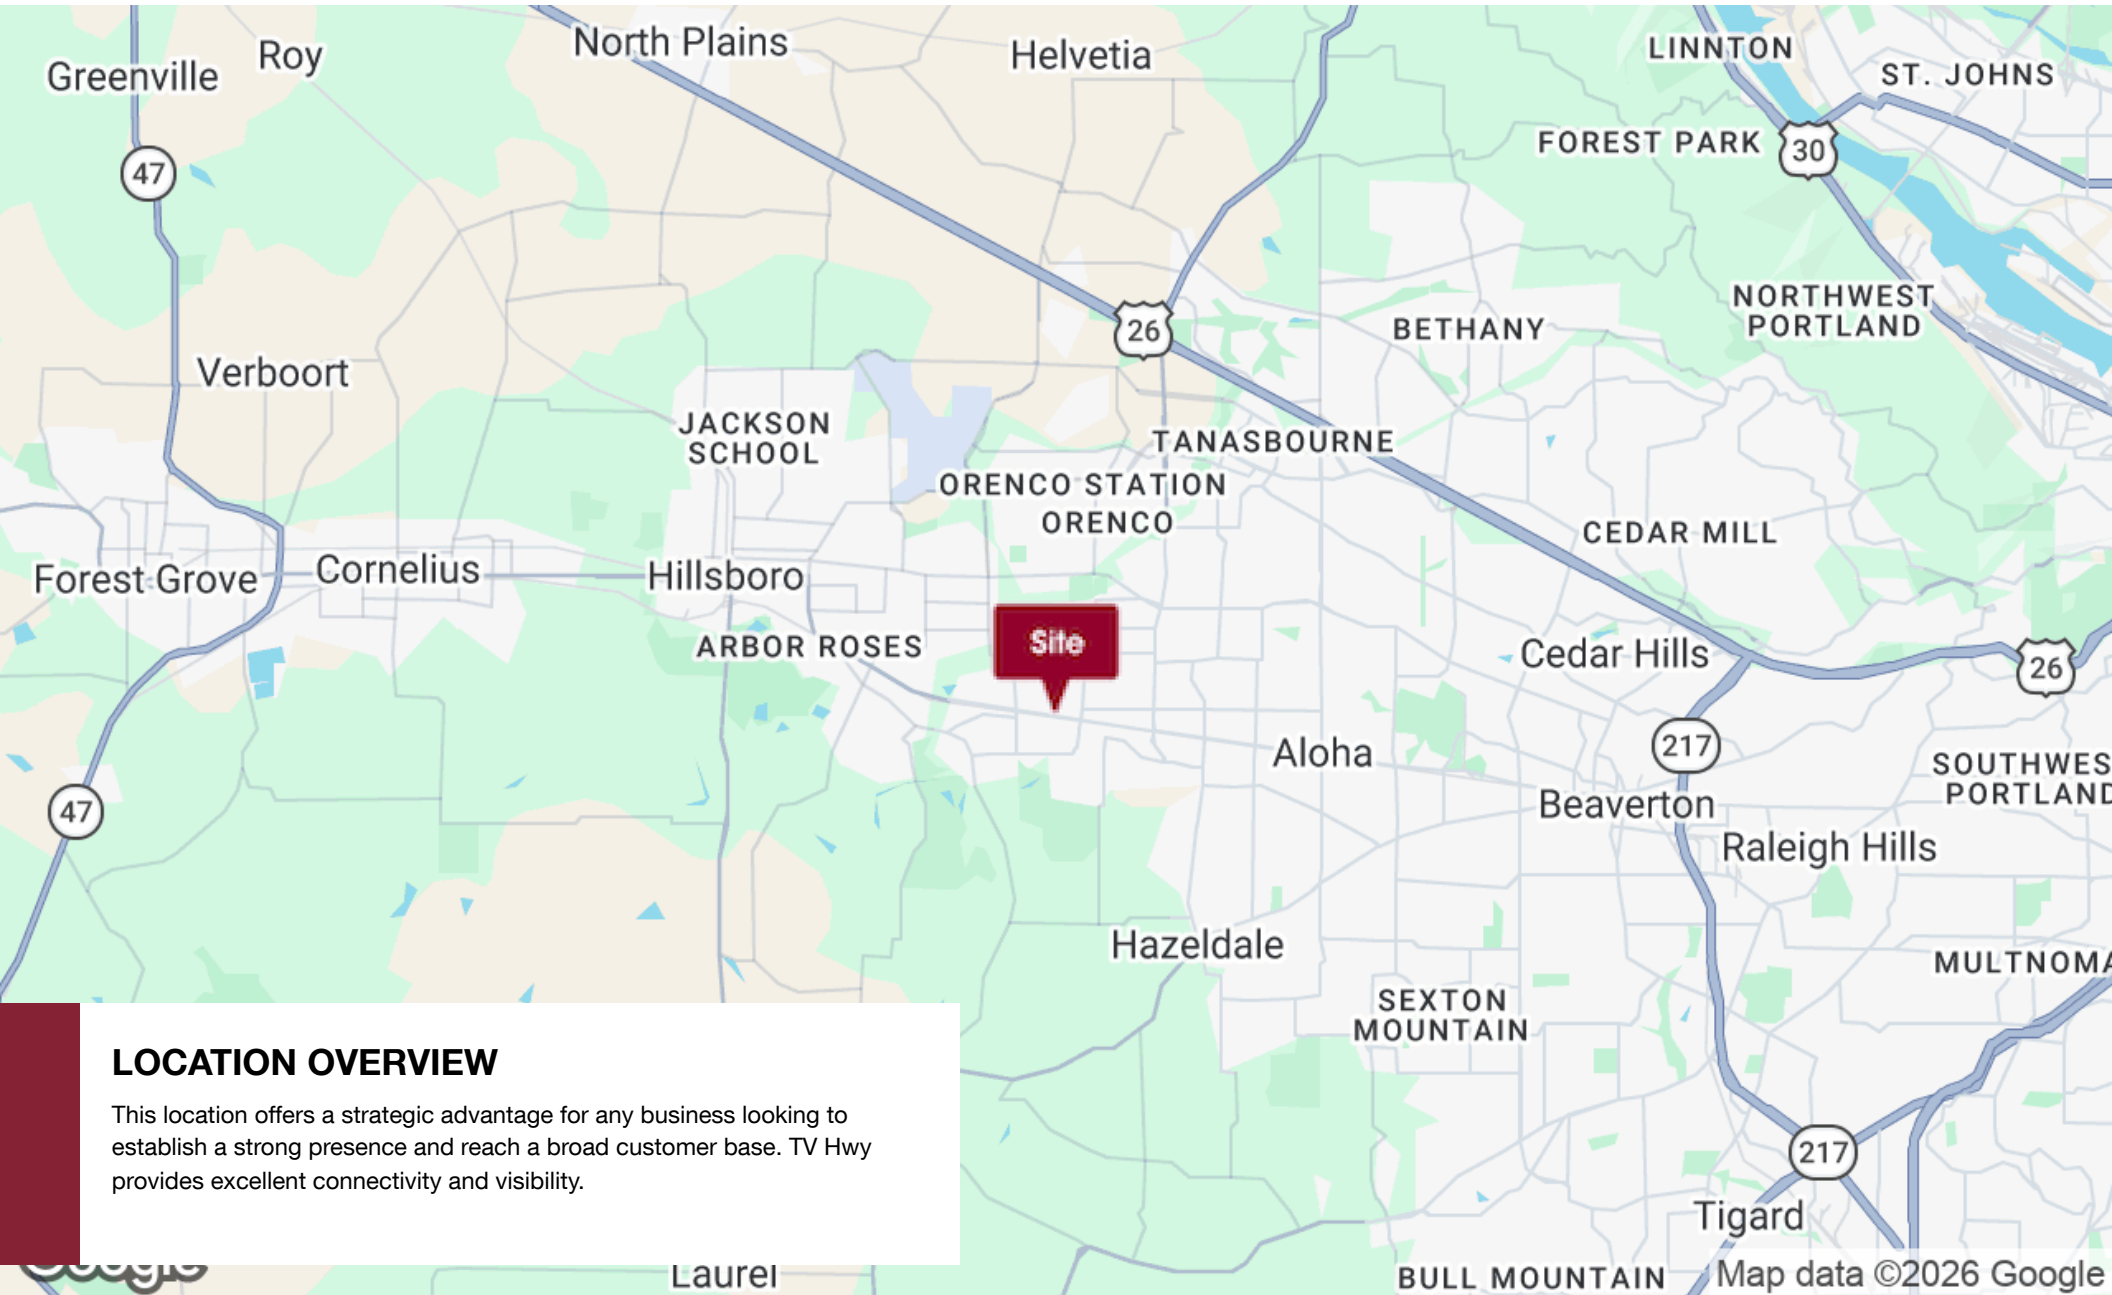 Greenville
Roy
North Plains
Helvetia
LINNTON
ST. JOHNS
FOREST PARK
30
47
NORTHWEST
PORTLAND
26
BETHANY
Verboort
JACKSON
SCHOOL
TANASBOURNE
ORENCO STATION
ORENCO
CEDAR MILL
Forest Grove
Cornelius
Hillsboro
ARBOR ROSES
Site
Cedar Hills
26
217
Aloha
SOUTHWES
PORTLAND
47
Beaverton
Raleigh Hills
Hazeldale
MULTNOMA
SEXTON
MOUNTAIN
LOCATION OVERVIEW
This location offers a strategic advantage for any business looking to
establish a strong presence and reach a broad customer base. TV Hwy
provides excellent connectivity and visibility.
217
Tigard
Google
Laurel
BULL MOUNTAIN
Map data ©2026 Google